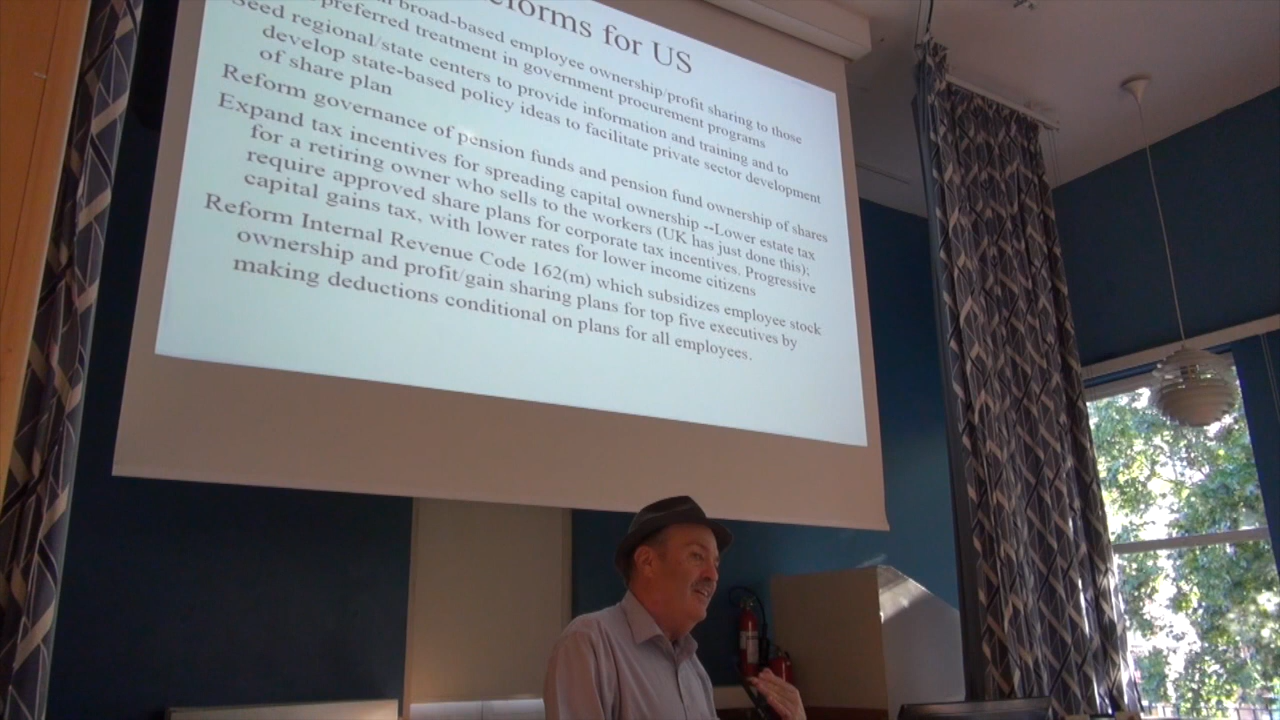 eforms for US
broad-based employee ownership/profit sharing to those
preferred treatment in government procurement programs
Seed regional/state centers to provide information and training and to
develop state-based policy ideas to facilitate private sector development
of share plan
Reform governance of pension funds and pension fund ownership of shares
Expand tax incentives for spreading capital ownership --Lower estate tax
for a retiring owner who sells to the workers (UK has just done this);
require approved share plans for corporate tax incentives. Progressive
capital gains tax, with lower rates for lower income citizens
Reform Internal Revenue Code 162(m) which subsidizes employee stock
ownership and profit/gain sharing plans for top five executives by
making deductions conditional on plans for all employees.